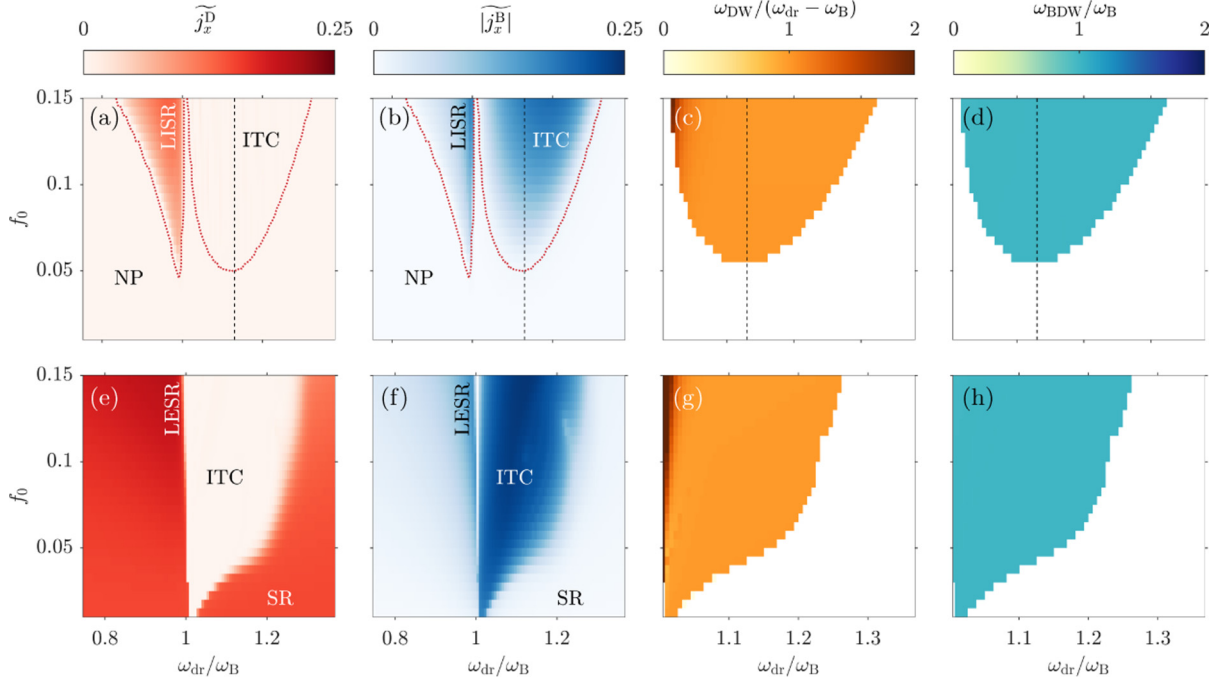 $\widetilde{j_x^{\mathrm{D}}}$ $\widetilde{|j_x^{\mathrm{B}}|}$ $\omega_{\mathrm{DW}}/(\omega_{\mathrm{dr}} - \omega_{\mathrm{B}})$ $\omega_{\mathrm{BDW}}/\omega_{\mathrm{B}}$
0 0.25 0 0.25 0 1 2 0 1 2
0.15 (a) LISR ITC (b) LISR ITC (c) (d)
0.1
f₀
0.05 NP NP
0.15 (e) LESR (f) LESR (g) (h)
0.1 ITC ITC
f₀
0.05 SR SR
0.8 1 1.2 0.8 1 1.2 1.1 1.2 1.3 1.1 1.2 1.3
$\omega_{\mathrm{dr}}/\omega_{\mathrm{B}}$ $\omega_{\mathrm{dr}}/\omega_{\mathrm{B}}$ $\omega_{\mathrm{dr}}/\omega_{\mathrm{B}}$ $\omega_{\mathrm{dr}}/\omega_{\mathrm{B}}$